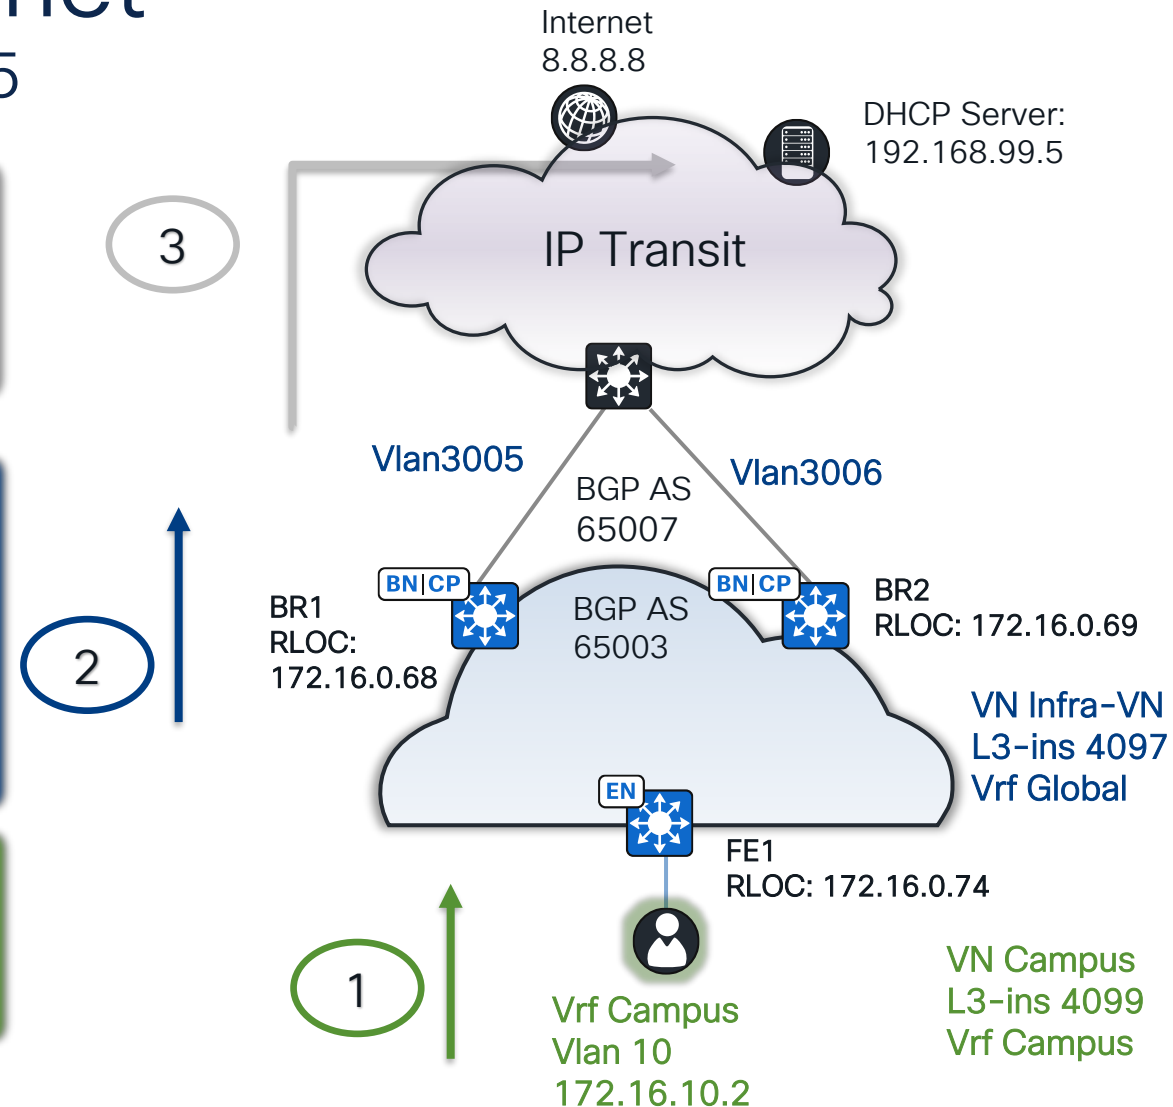 5
Internet
8.8.8.8
DHCP Server:
192.168.99.5
3
IP Transit
Vlan3005
Vlan3006
BGP AS
65007
BN|CP
BN|CP
BR1
RLOC:
172.16.0.68
BGP AS
65003
BR2
RLOC: 172.16.0.69
2
VN Infra-VN
L3-ins 4097
Vrf Global
EN
FE1
RLOC: 172.16.0.74
1
Vrf Campus
Vlan 10
172.16.10.2
VN Campus
L3-ins 4099
Vrf Campus